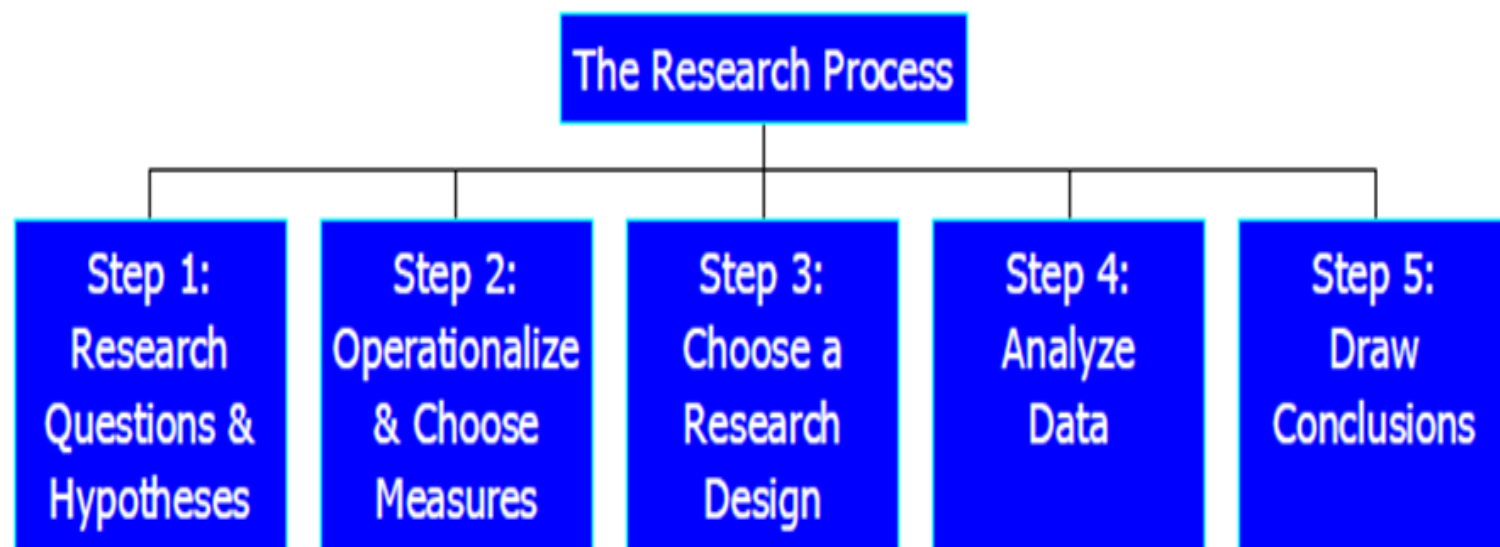 The Research Process
Step 1:
Research
Questions &
Hypotheses
Step 2:
Operationalize
& Choose
Measures
Step 3:
Choose a
Research
Design
Step 4:
Analyze
Data
Step 5:
Draw
Conclusions